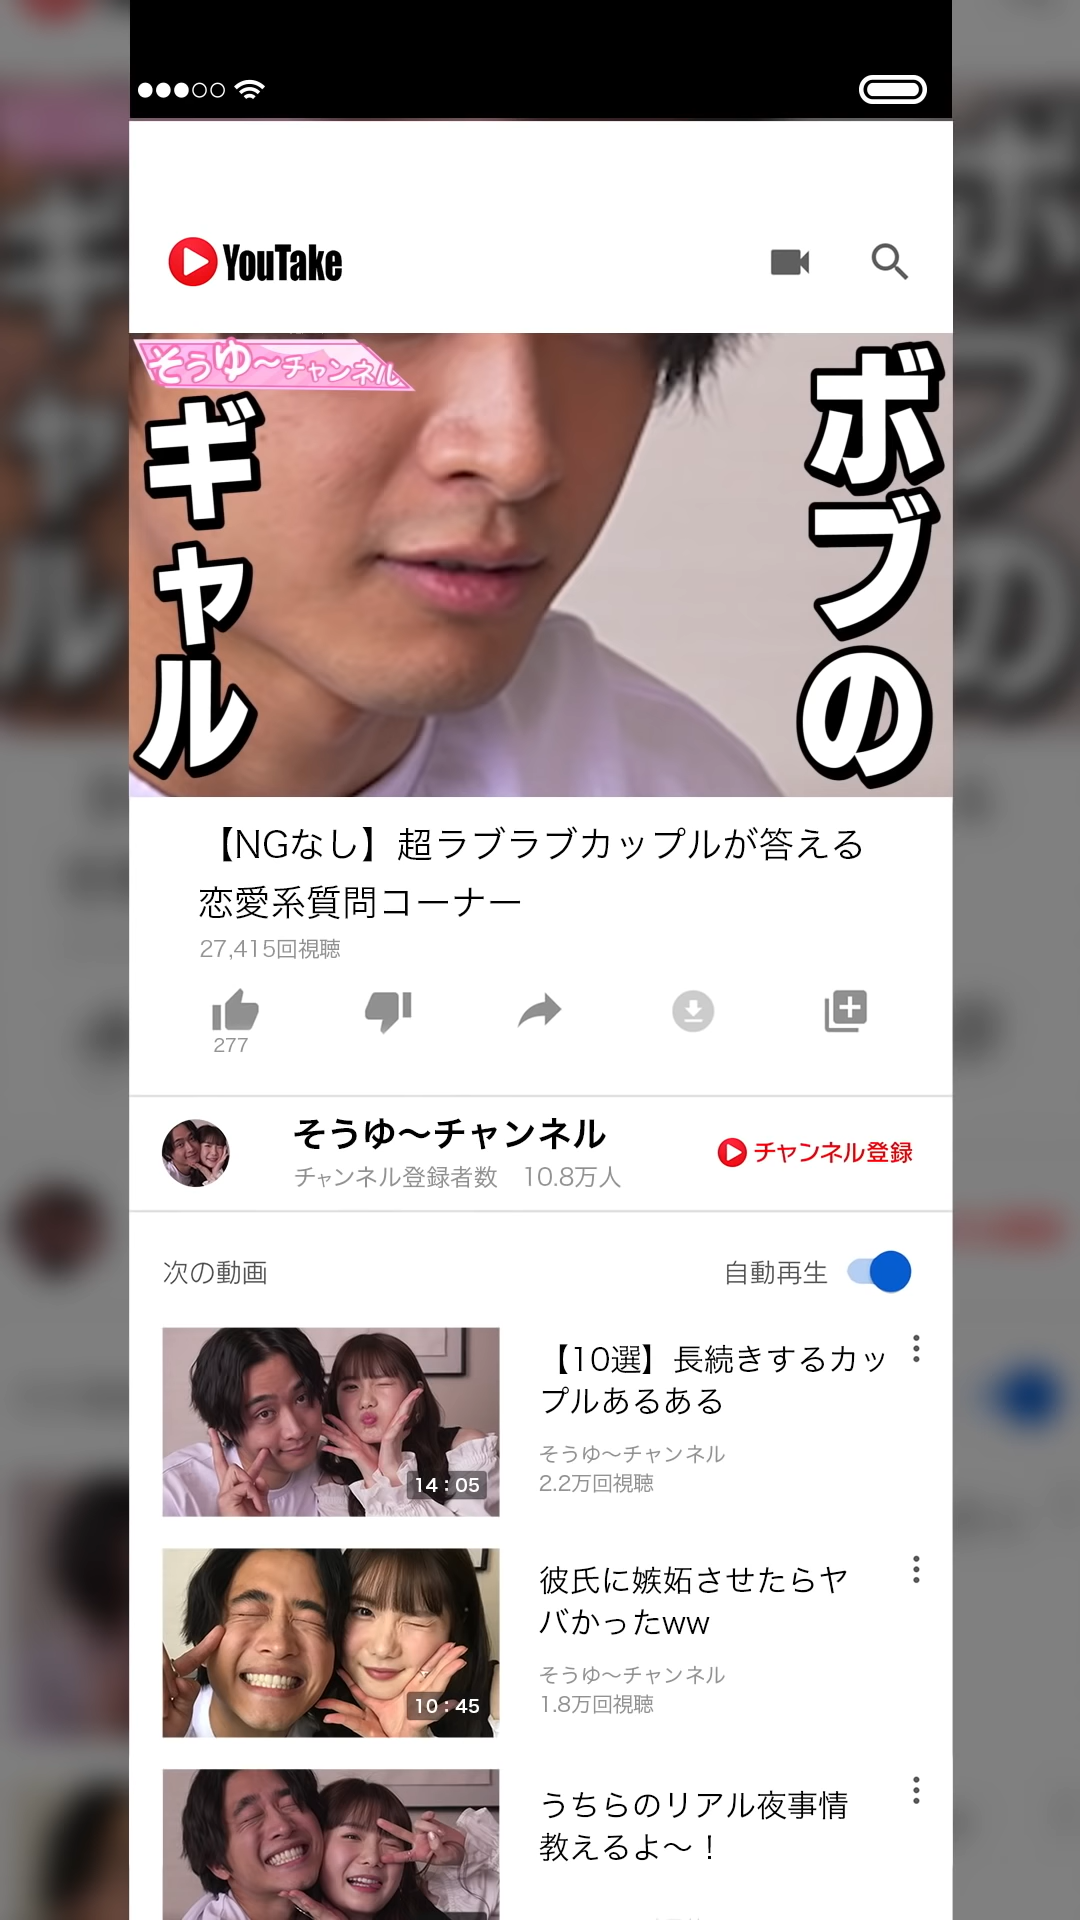 YouTake
そうゆ〜チャンネル
ボブの
ギャル
【NGなし】超ラブラブカップルが答える
恋愛系質問コーナー
27,415回視聴
277
そうゆ〜チャンネル
チャンネル登録者数　10.8万人
チャンネル登録
次の動画
自動再生
【10選】長続きするカッ
プルあるある
そうゆ〜チャンネル
2.2万回視聴
14：05
彼氏に嫉妬させたらヤ
バかったww
そうゆ〜チャンネル
1.8万回視聴
10：45
うちらのリアル夜事情
教えるよ〜！